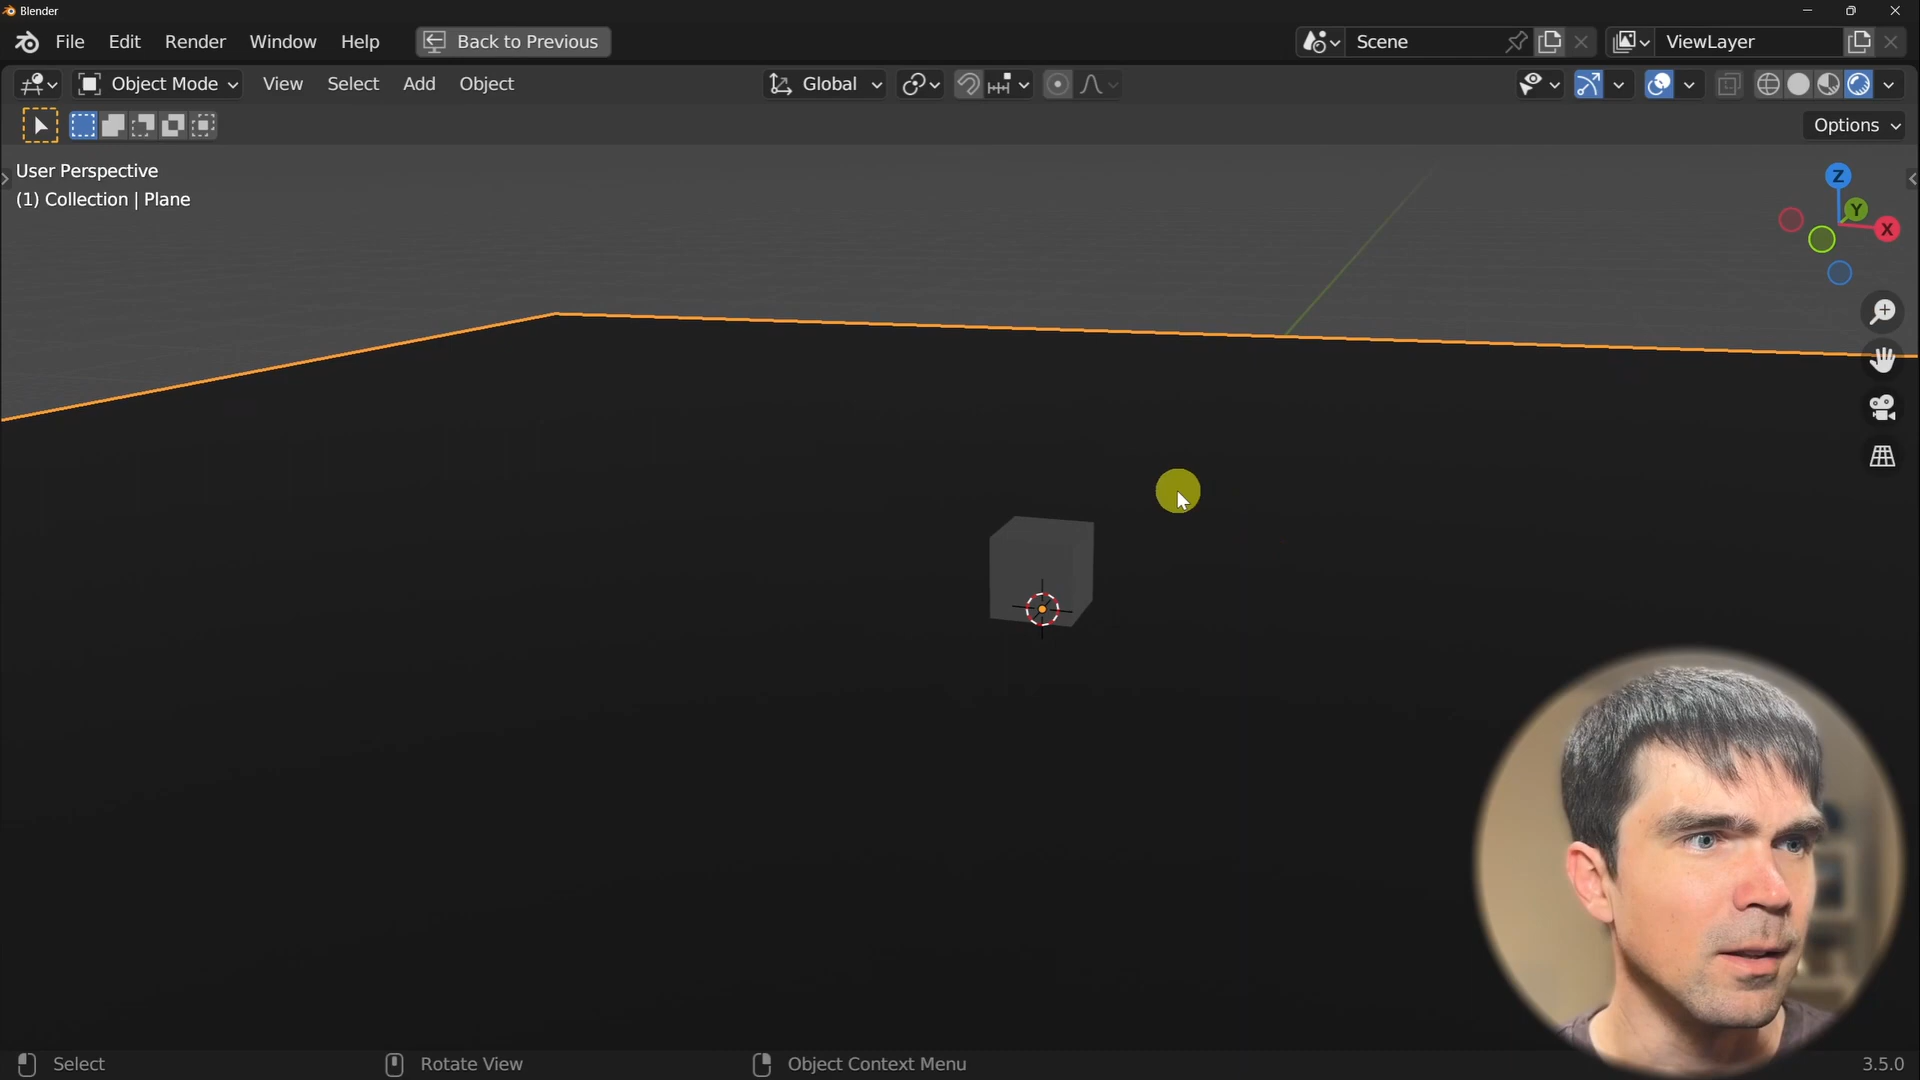 Blender
File Edit Render Window Help Back to Previous Scene ViewLayer
Object Mode View Select Add Object Global
Options
User Perspective
(1) Collection | Plane
Z
Y
X
Select Rotate View Object Context Menu 3.5.0